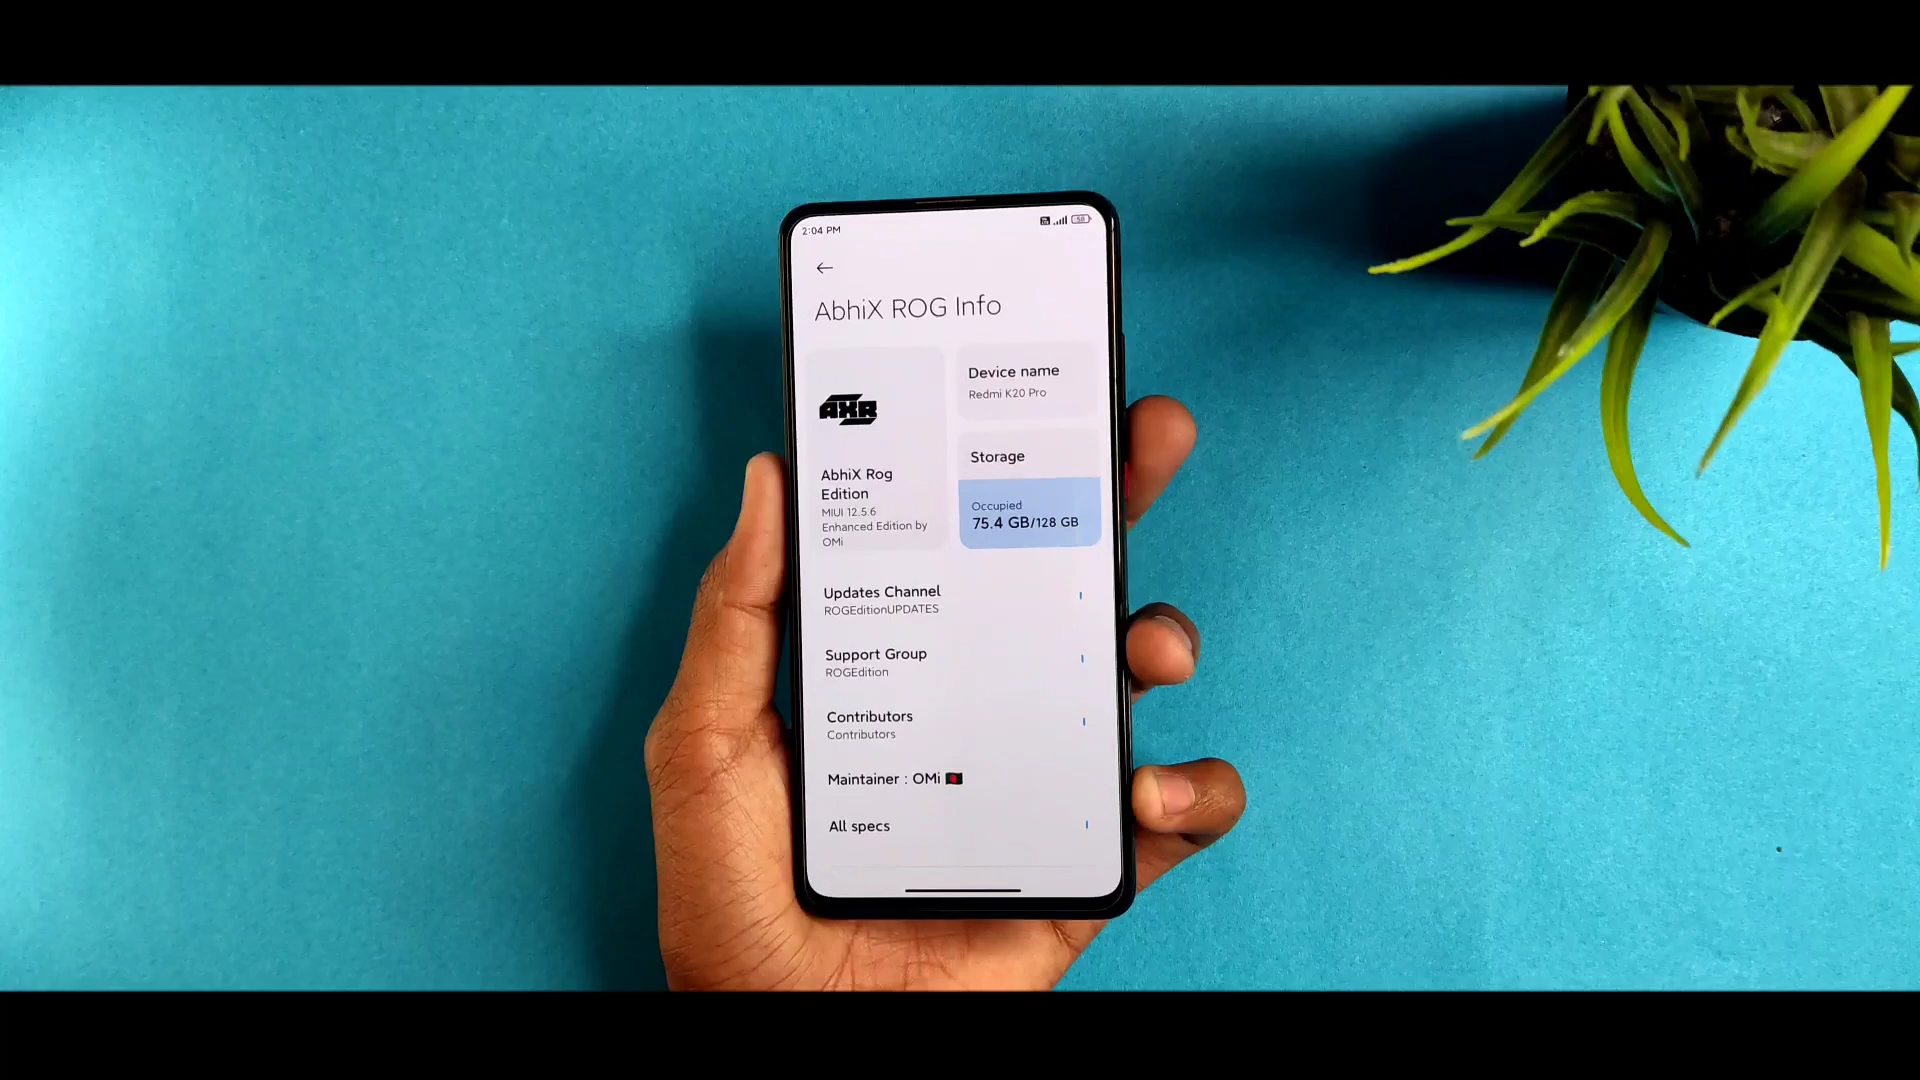 2:04 PM
AbhiX ROG Info
AXR
AbhiX Rog
Edition
MIUI 12.5.6
Enhanced Edition by
OMi
Device name
Redmi K20 Pro
Storage
Occupied
75.4 GB/128 GB
Updates Channel
ROGEditionUPDATES
Support Group
ROGEdition
Contributors
Contributors
Maintainer : OMi 🇧🇩
All specs